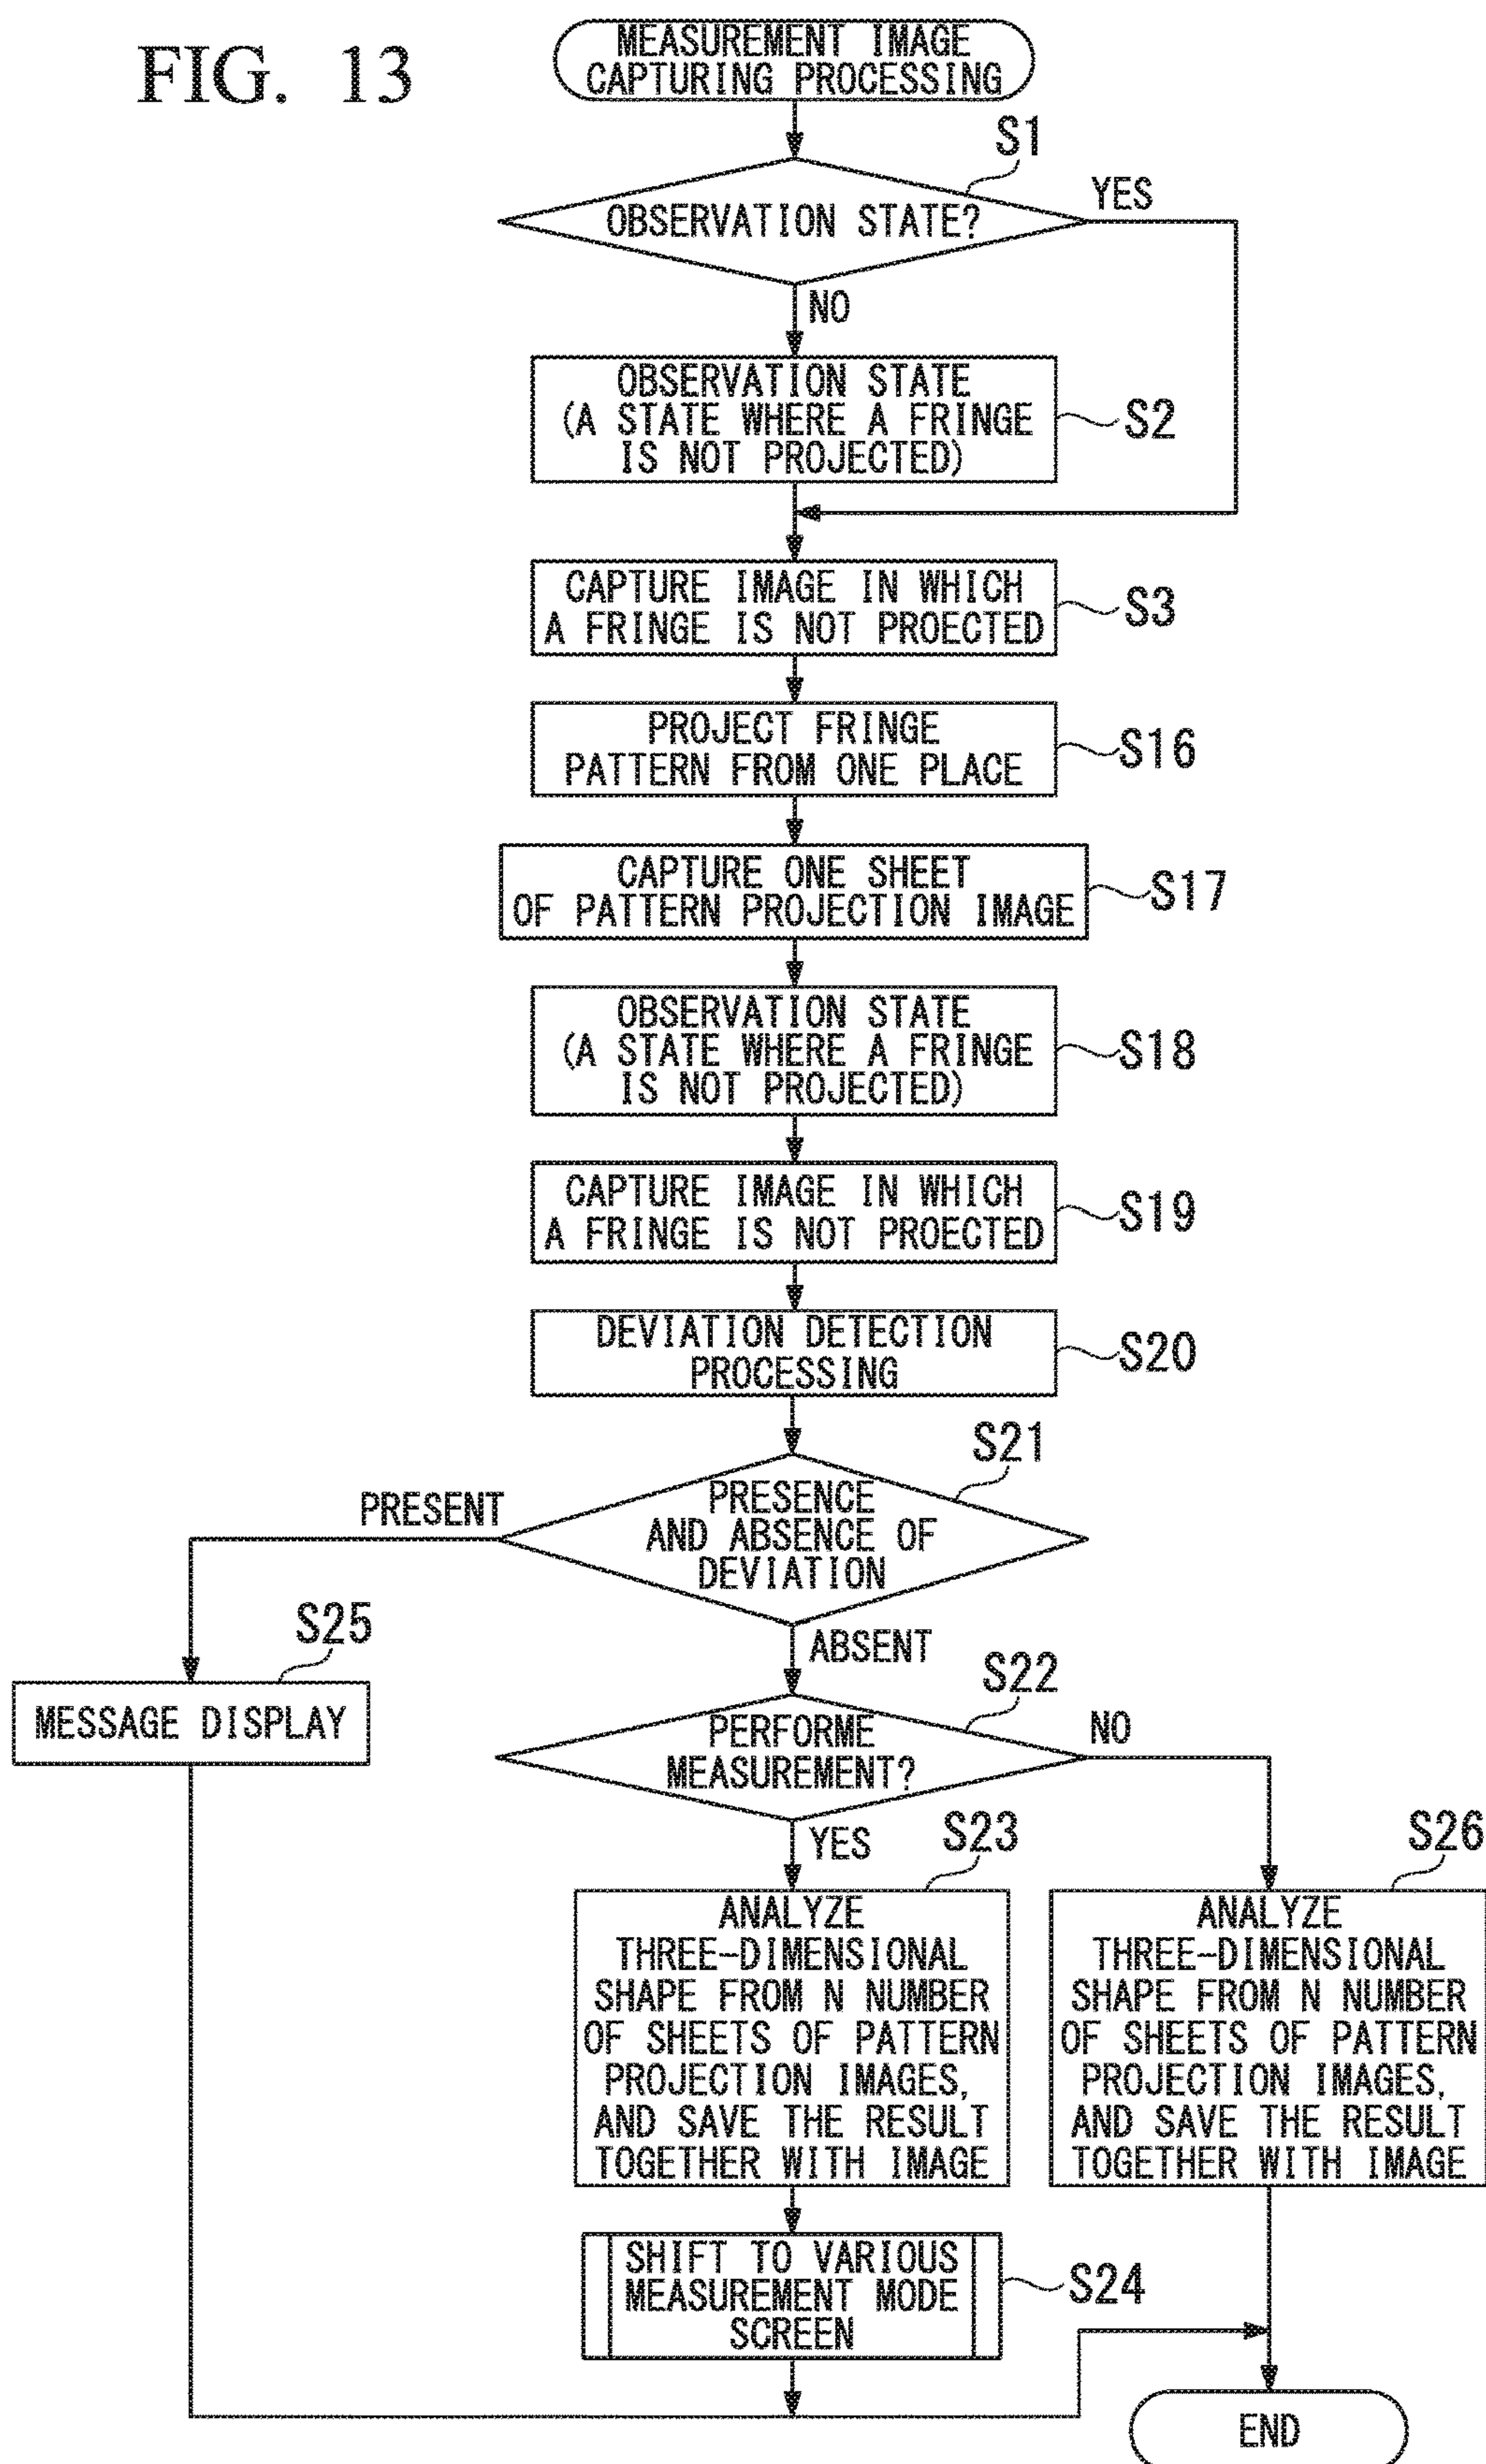 FIG. 13
MEASUREMENT IMAGE
CAPTURING PROCESSING
S1
OBSERVATION STATE?
YES
NO
OBSERVATION STATE
(A STATE WHERE A FRINGE
IS NOT PROJECTED)
S2
CAPTURE IMAGE IN WHICH
A FRINGE IS NOT PROECTED
S3
PROJECT FRINGE
PATTERN FROM ONE PLACE
S16
CAPTURE ONE SHEET
OF PATTERN PROJECTION IMAGE
S17
OBSERVATION STATE
(A STATE WHERE A FRINGE
IS NOT PROJECTED)
S18
CAPTURE IMAGE IN WHICH
A FRINGE IS NOT PROECTED
S19
DEVIATION DETECTION
PROCESSING
S20
S21
PRESENCE
AND ABSENCE OF
DEVIATION
PRESENT
ABSENT
S25
MESSAGE DISPLAY
S22
PERFORME
MEASUREMENT?
NO
YES
S23
ANALYZE
THREE-DIMENSIONAL
SHAPE FROM N NUMBER
OF SHEETS OF PATTERN
PROJECTION IMAGES,
AND SAVE THE RESULT
TOGETHER WITH IMAGE
S26
ANALYZE
THREE-DIMENSIONAL
SHAPE FROM N NUMBER
OF SHEETS OF PATTERN
PROJECTION IMAGES,
AND SAVE THE RESULT
TOGETHER WITH IMAGE
SHIFT TO VARIOUS
MEASUREMENT MODE
SCREEN
S24
END